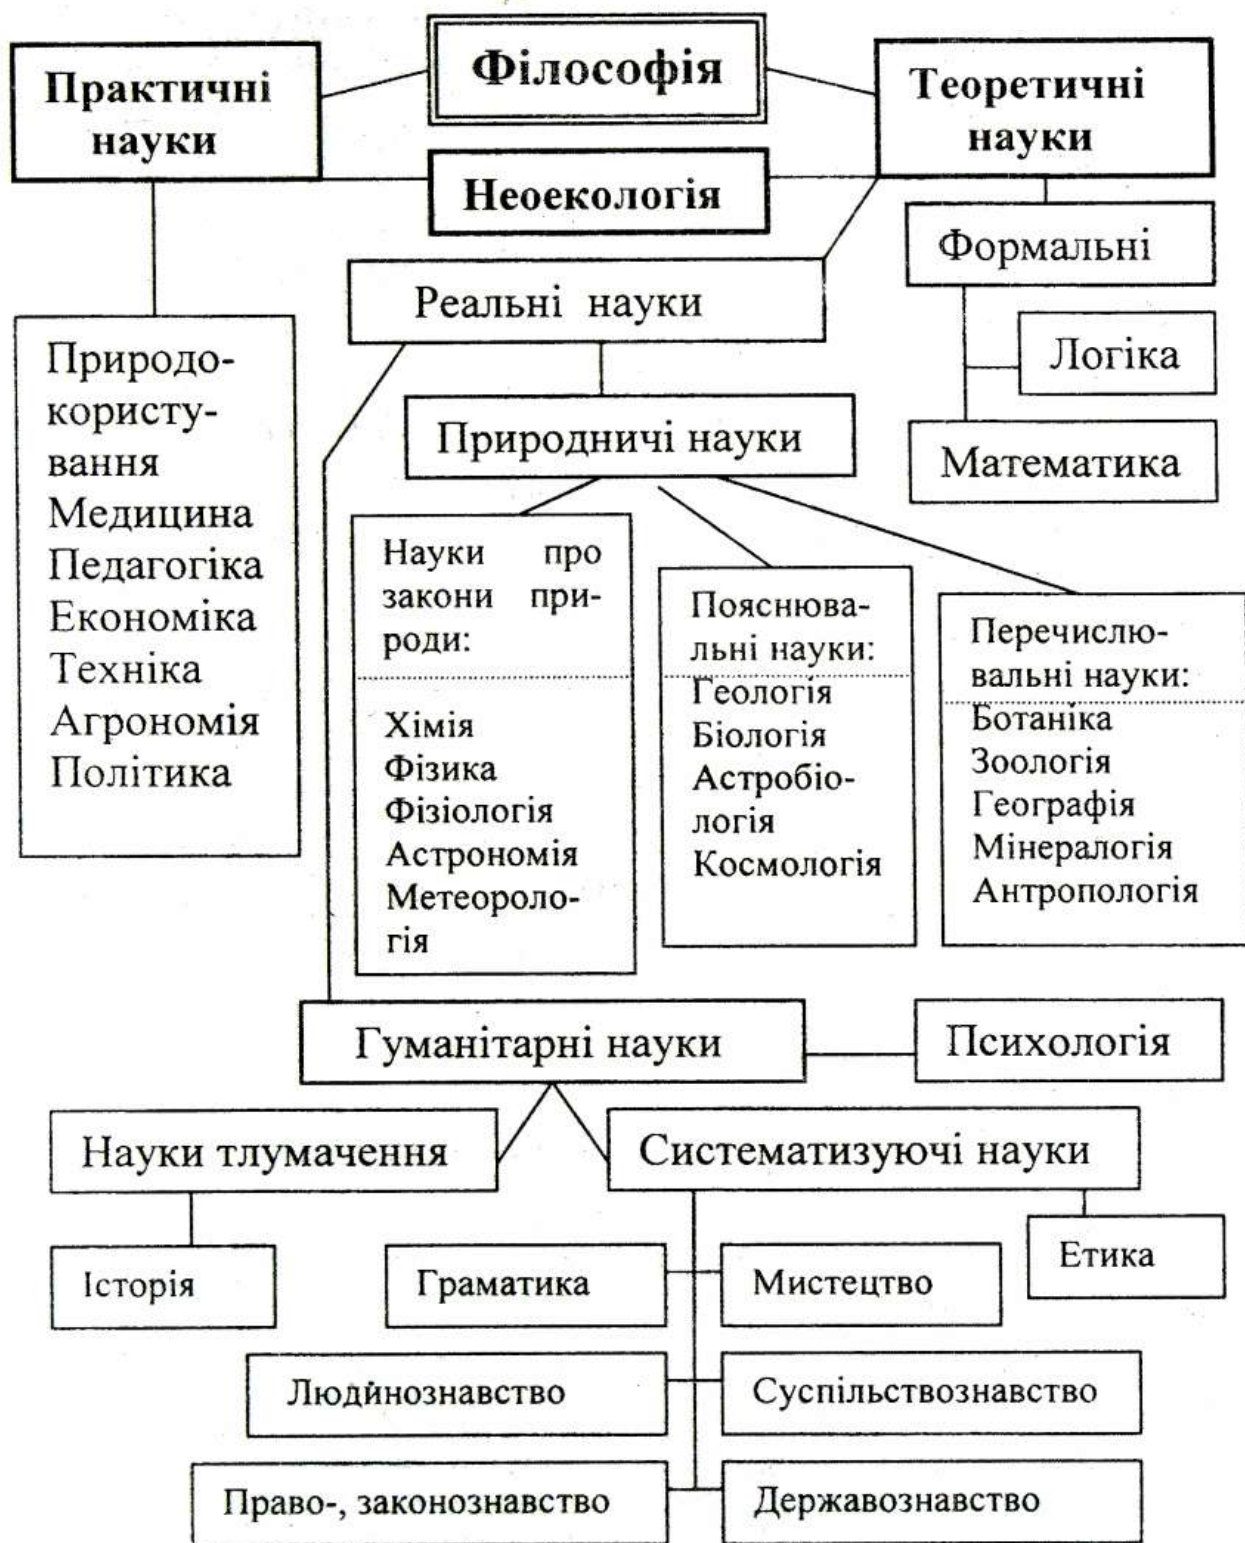 Філософія
Практичні
науки
Теоретичні
науки
Неоекологія
Формальні
Реальні науки
Логіка
Математика
Природо-
користу-
вання
Медицина
Педагогіка
Економіка
Техніка
Агрономія
Політика
Природничі науки
Науки про
закони при-
роди:
Хімія
Фізика
Фізіологія
Астрономія
Метеороло-
гія
Пояснюва-
льні науки:
Геологія
Біологія
Астробіо-
логія
Космологія
Перечислю-
вальні науки:
Ботаніка
Зоологія
Географія
Мінералогія
Антропологія
Гуманітарні науки
Психологія
Науки тлумачення
Систематизуючі науки
Історія
Граматика
Мистецтво
Етика
Людинознавство
Суспільствознавство
Право-, законознавство
Державознавство